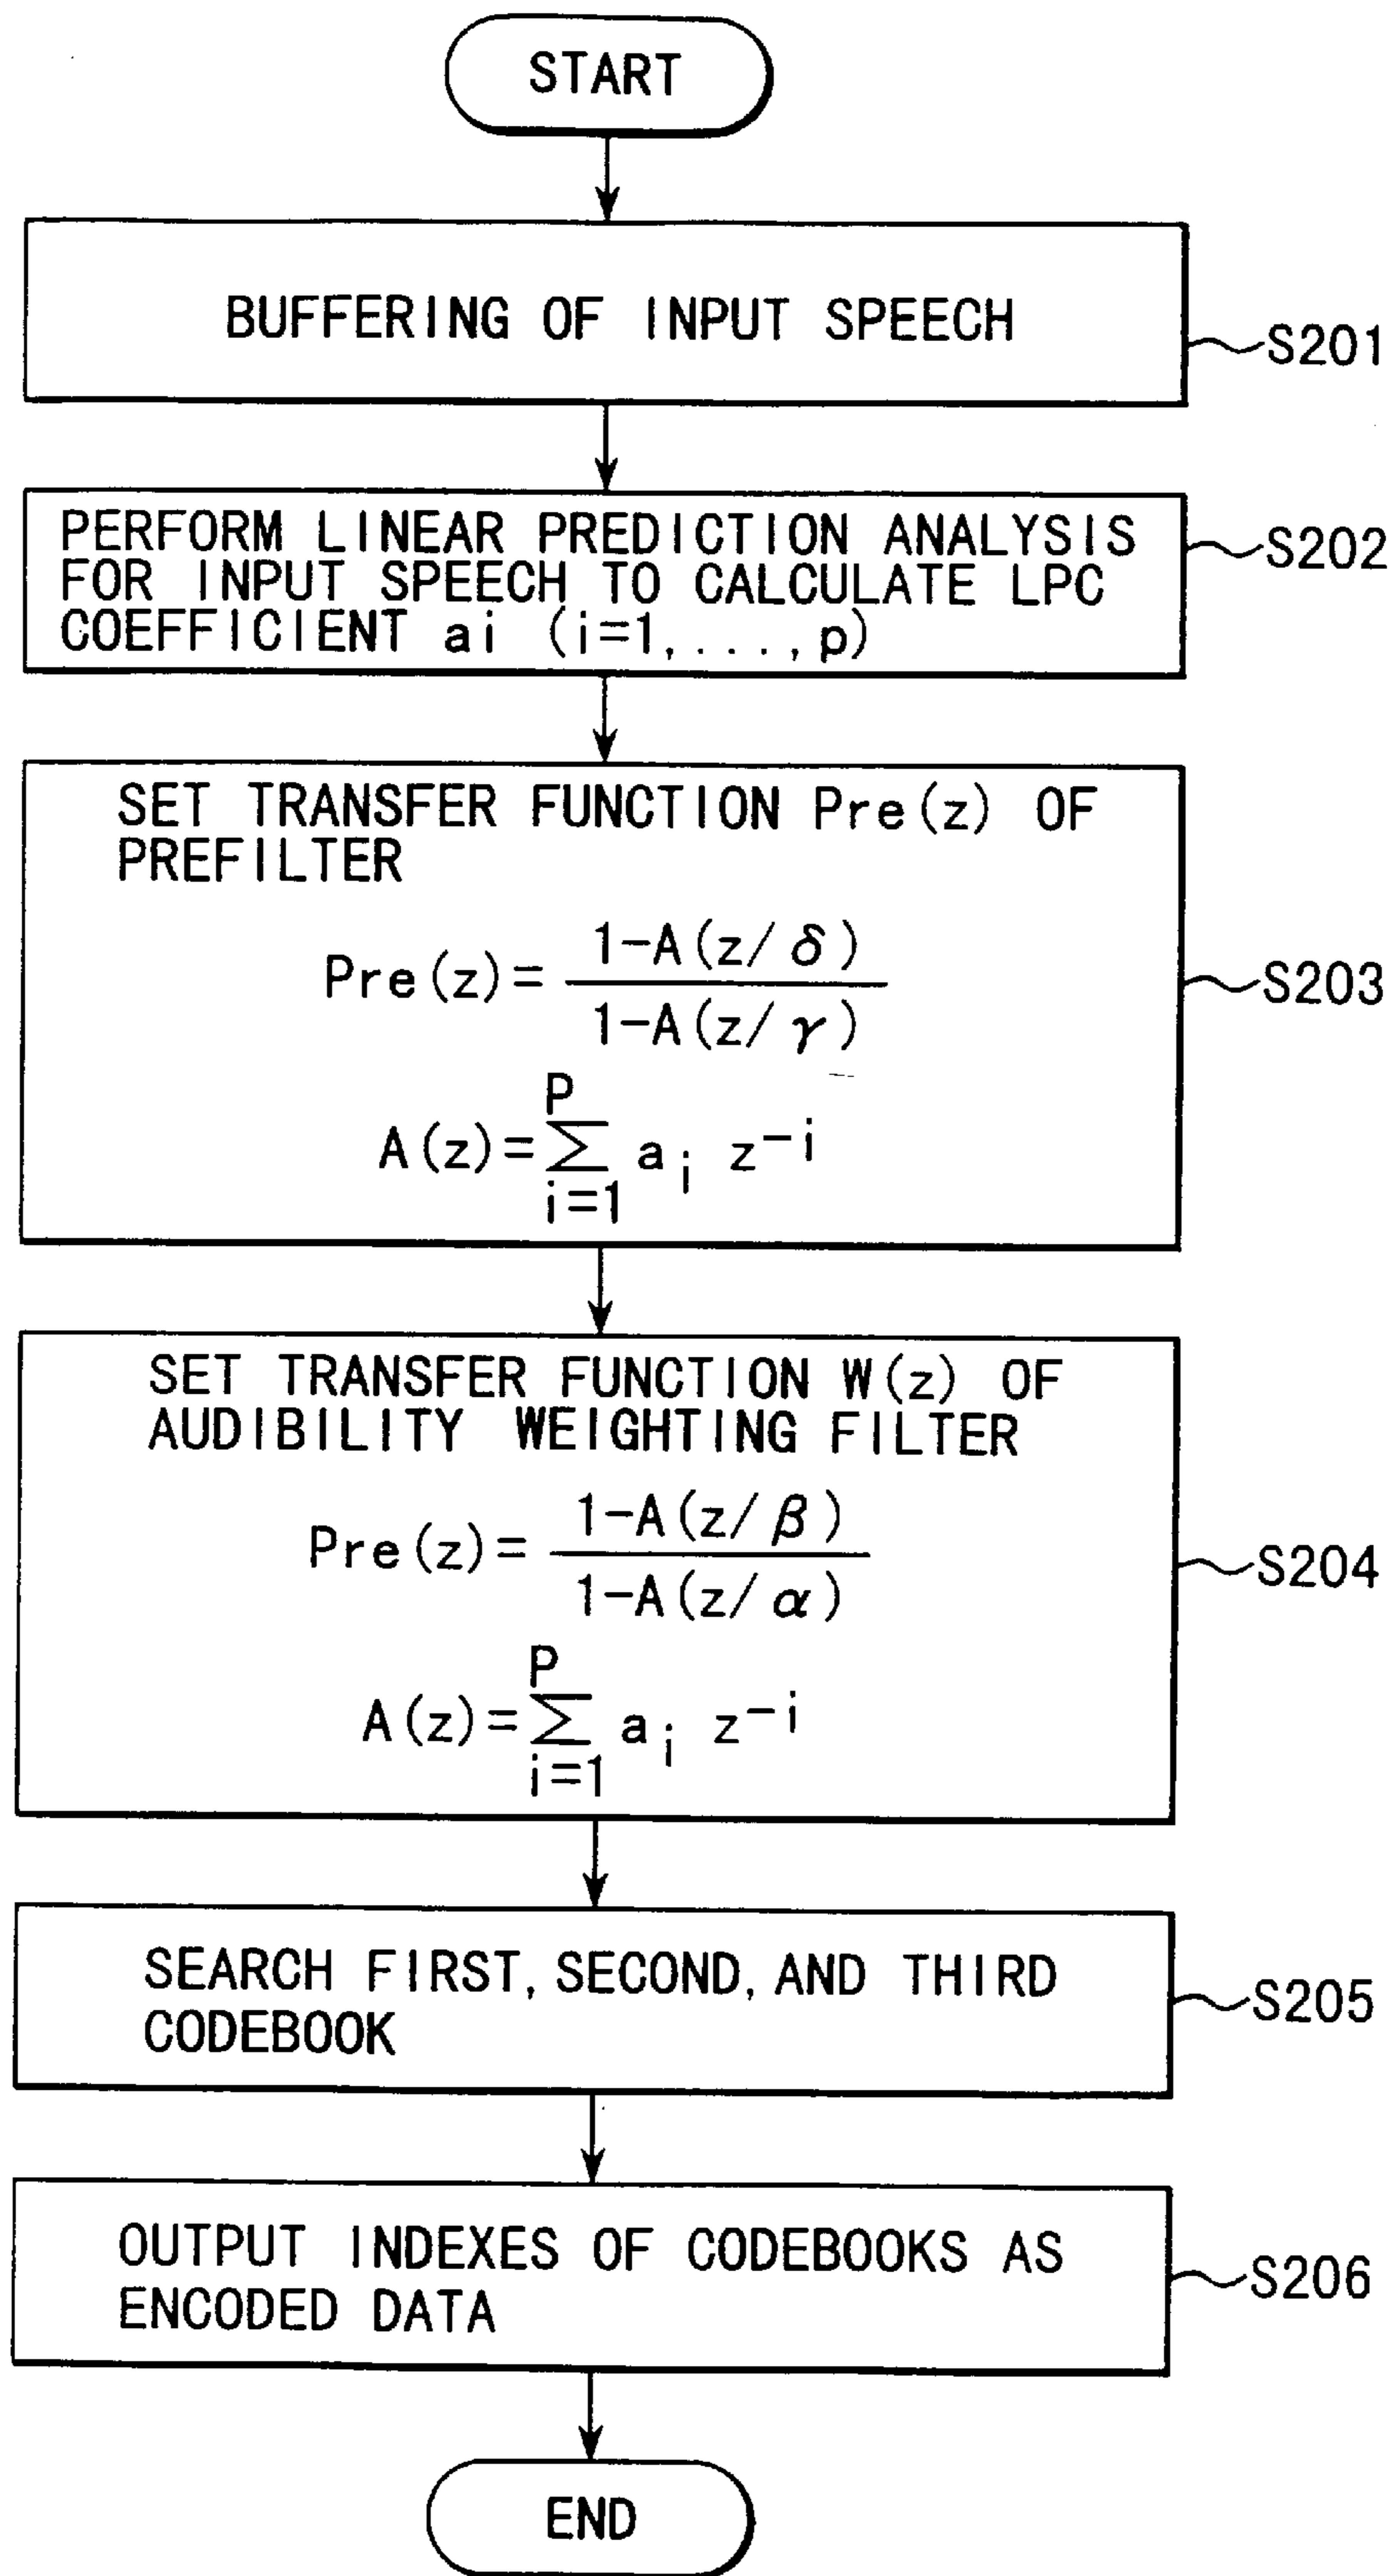 START
BUFFERING OF INPUT SPEECH
S201
PERFORM LINEAR PREDICTION ANALYSIS
FOR INPUT SPEECH TO CALCULATE LPC
COEFFICIENT ai (i=1,...., p)
S202
SET TRANSFER FUNCTION Pre(z) OF
PREFILTER
Pre(z)= 1-A(z/δ)
1-A(z/γ)
P
A(z)=∑ a i z-i
i=1
S203
SET TRANSFER FUNCTION W(z) OF
AUDIBILITY WEIGHTING FILTER
Pre(z)= 1-A(z/β)
1-A(z/α)
P
A(z)=∑ a i z-i
i=1
S204
SEARCH FIRST, SECOND, AND THIRD
CODEBOOK
S205
OUTPUT INDEXES OF CODEBOOKS AS
ENCODED DATA
S206
END